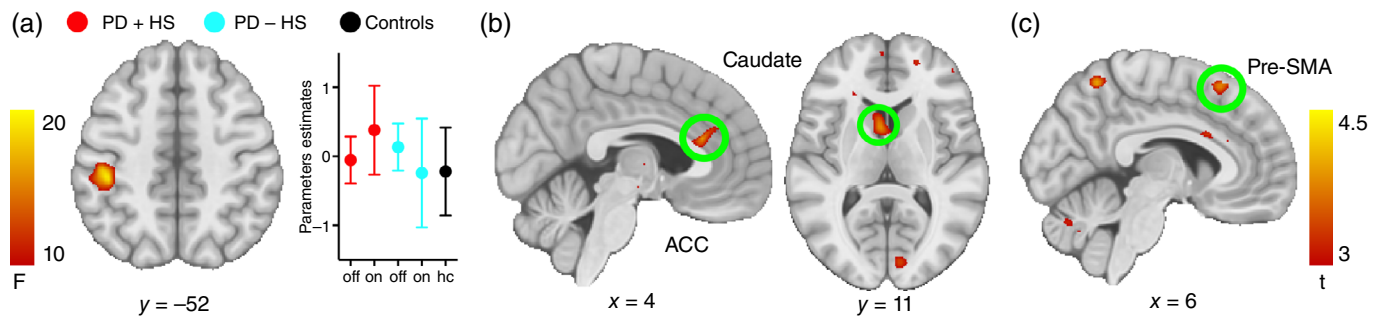 (a)
PD + HS
PD – HS
Controls
20
10
F
y = –52
Parameters estimates
0
–1
off on off on hc
(b)
Caudate
ACC
x = 4
y = 11
(c)
Pre-SMA
4.5
3
t
x = 6